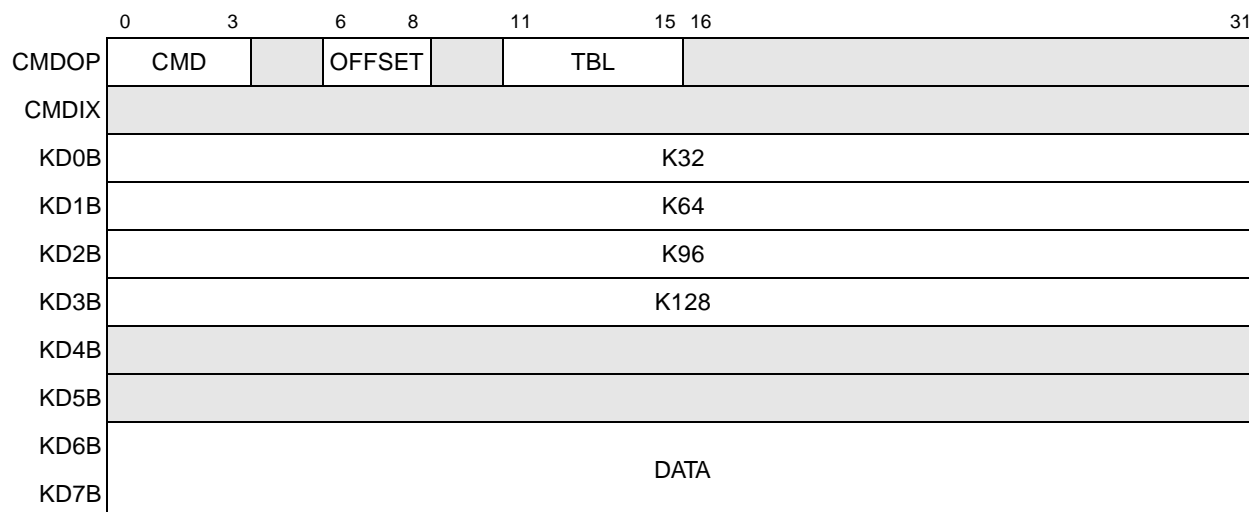 0 3 6 8 11 15 16 31
CMDOP CMD OFFSET TBL
CMDIX
KD0B K32
KD1B K64
KD2B K96
KD3B K128
KD4B
KD5B
KD6B
DATA
KD7B